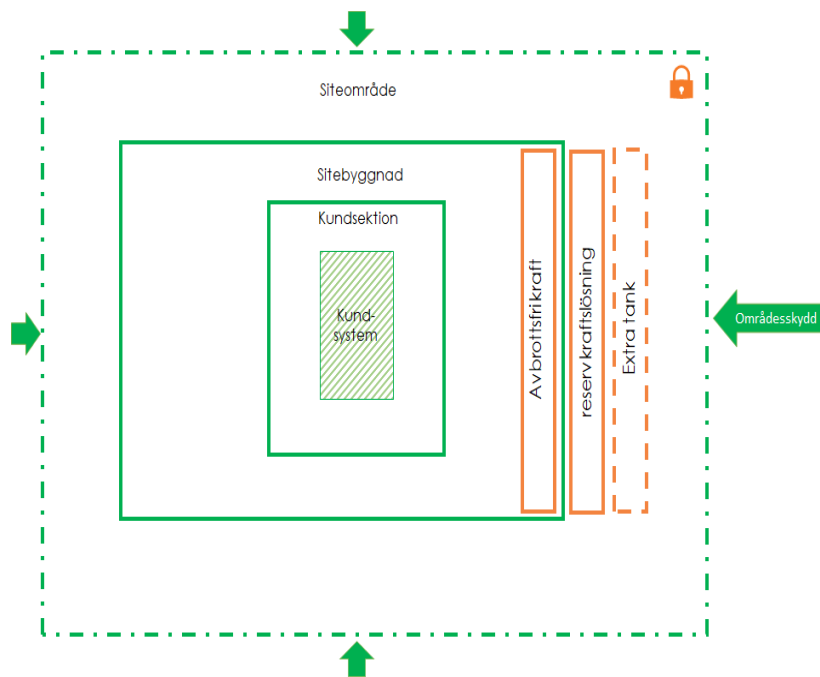 Siteområde
Sitebyggnad
Kundsektion
Kund-
system
Avbrottsfrikraft
reservkraftslösning
Extra tank
Områdesskydd